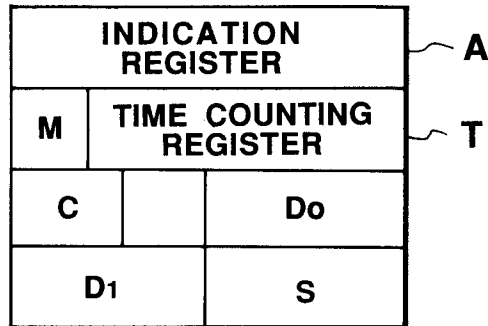 INDICATION
REGISTER
A
M
TIME COUNTING
REGISTER
T
C
Do
D1
S